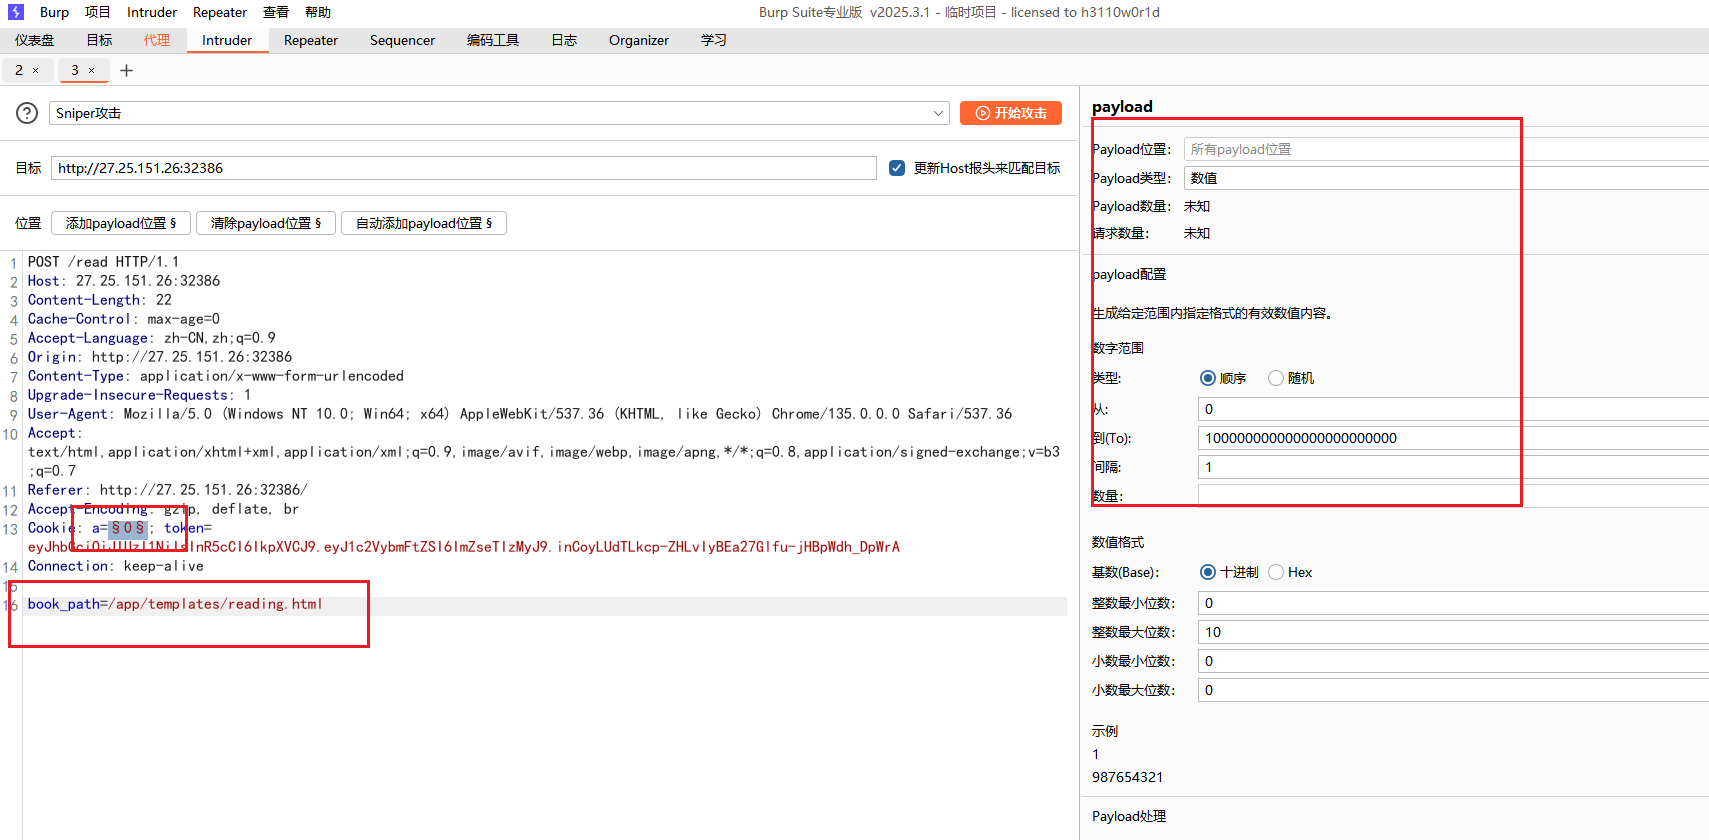 Burp 项目 Intruder Repeater 查看 帮助 Burp Suite专业版 v2025.3.1 - 临时项目 - licensed to h3110w0r1d
仪表盘 目标 代理 Intruder Repeater Sequencer 编码工具 日志 Organizer 学习
2 × 3 × +
Sniper攻击 开始攻击
目标 http://27.25.151.26:32386 更新Host报头来匹配目标
位置 添加payload位置 § 清除payload位置 § 自动添加payload位置 §
1 POST /read HTTP/1.1
2 Host: 27.25.151.26:32386
3 Content-Length: 22
4 Cache-Control: max-age=0
5 Accept-Language: zh-CN,zh;q=0.9
6 Origin: http://27.25.151.26:32386
7 Content-Type: application/x-www-form-urlencoded
8 Upgrade-Insecure-Requests: 1
9 User-Agent: Mozilla/5.0 (Windows NT 10.0; Win64; x64) AppleWebKit/537.36 (KHTML, like Gecko) Chrome/135.0.0.0 Safari/537.36
10 Accept:
text/html,application/xhtml+xml,application/xml;q=0.9,image/avif,image/webp,image/apng,*/*;q=0.8,application/signed-exchange;v=b3
;q=0.7
11 Referer: http://27.25.151.26:32386/
12 Accept-Encoding: gzip, deflate, br
13 Cookie: a=§0§; token=
14 Connection: keep-alive
15
16 book_path=/app/templates/reading.html
payload
Payload位置: 所有payload位置
Payload类型: 数值
Payload数量: 未知
请求数量: 未知
payload配置
生成给定范围内指定格式的有效数值内容。
数字范围
类型: 顺序 随机
从: 0
到(To): 100000000000000000000000
间隔: 1
数量:
数值格式
基数(Base): 十进制 Hex
整数最小位数: 0
整数最大位数: 10
小数最小位数: 0
小数最大位数: 0
示例
1
987654321
Payload处理